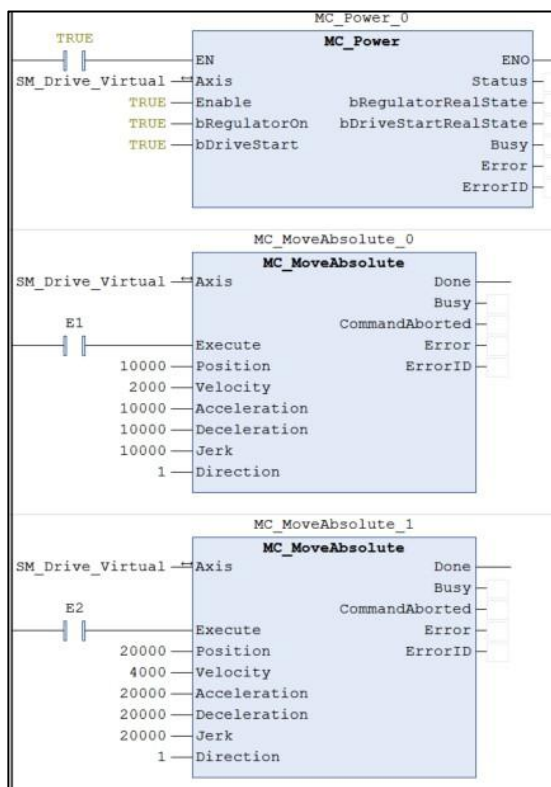 MC_Power_0
TRUE
MC_Power
EN ENO
SM_Drive_Virtual Axis Status
TRUE Enable bRegulatorRealState
TRUE bRegulatorOn bDriveStartRealState
TRUE bDriveStart Busy
Error
ErrorID
MC_MoveAbsolute_0
MC_MoveAbsolute
SM_Drive_Virtual Axis Done
Busy
E1 CommandAborted
Execute Error
10000 Position ErrorID
2000 Velocity
10000 Acceleration
10000 Deceleration
10000 Jerk
1 Direction
MC_MoveAbsolute_1
MC_MoveAbsolute
SM_Drive_Virtual Axis Done
Busy
E2 CommandAborted
Execute Error
20000 Position ErrorID
4000 Velocity
20000 Acceleration
20000 Deceleration
20000 Jerk
1 Direction